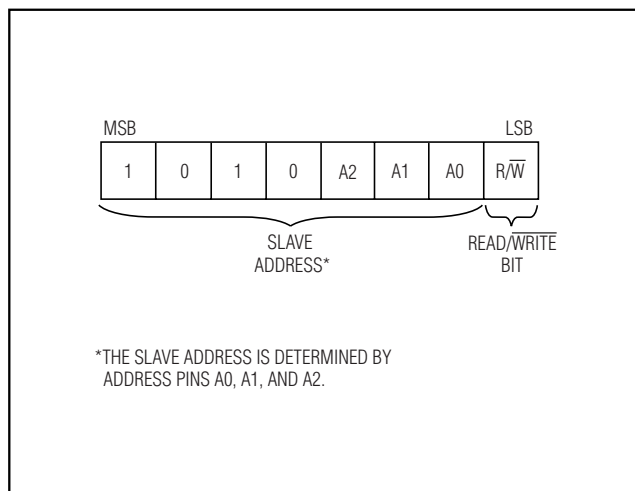 MSB LSB
1 0 1 0 A2 A1 A0 R/W̅
SLAVE READ/W̅R̅I̅T̅E̅
ADDRESS* BIT
*THE SLAVE ADDRESS IS DETERMINED BY
ADDRESS PINS A0, A1, AND A2.